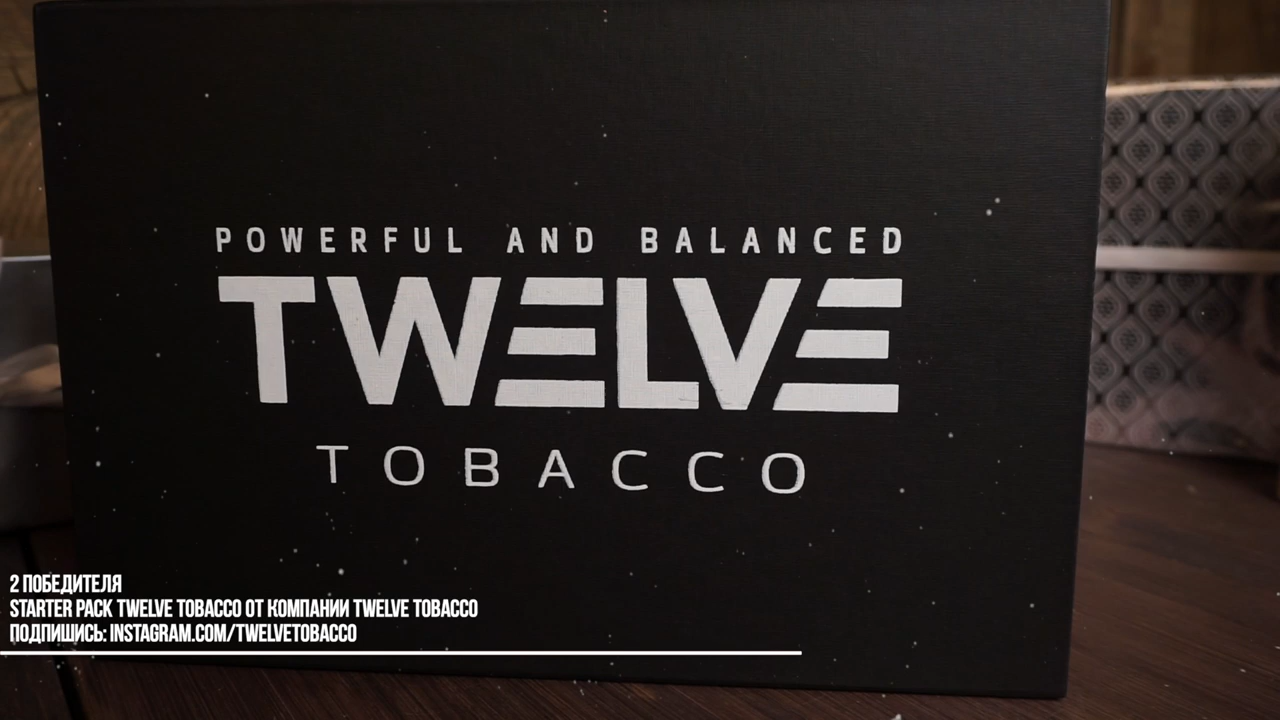 POWERFUL AND BALANCED
TWELVE
TOBACCO
2 ПОБЕДИТЕЛЯ
STARTER PACK TWELVE TOBACCO ОТ КОМПАНИИ TWELVE TOBACCO
ПОДПИШИСЬ: INSTAGRAM.COM/TWELVETOBACCO